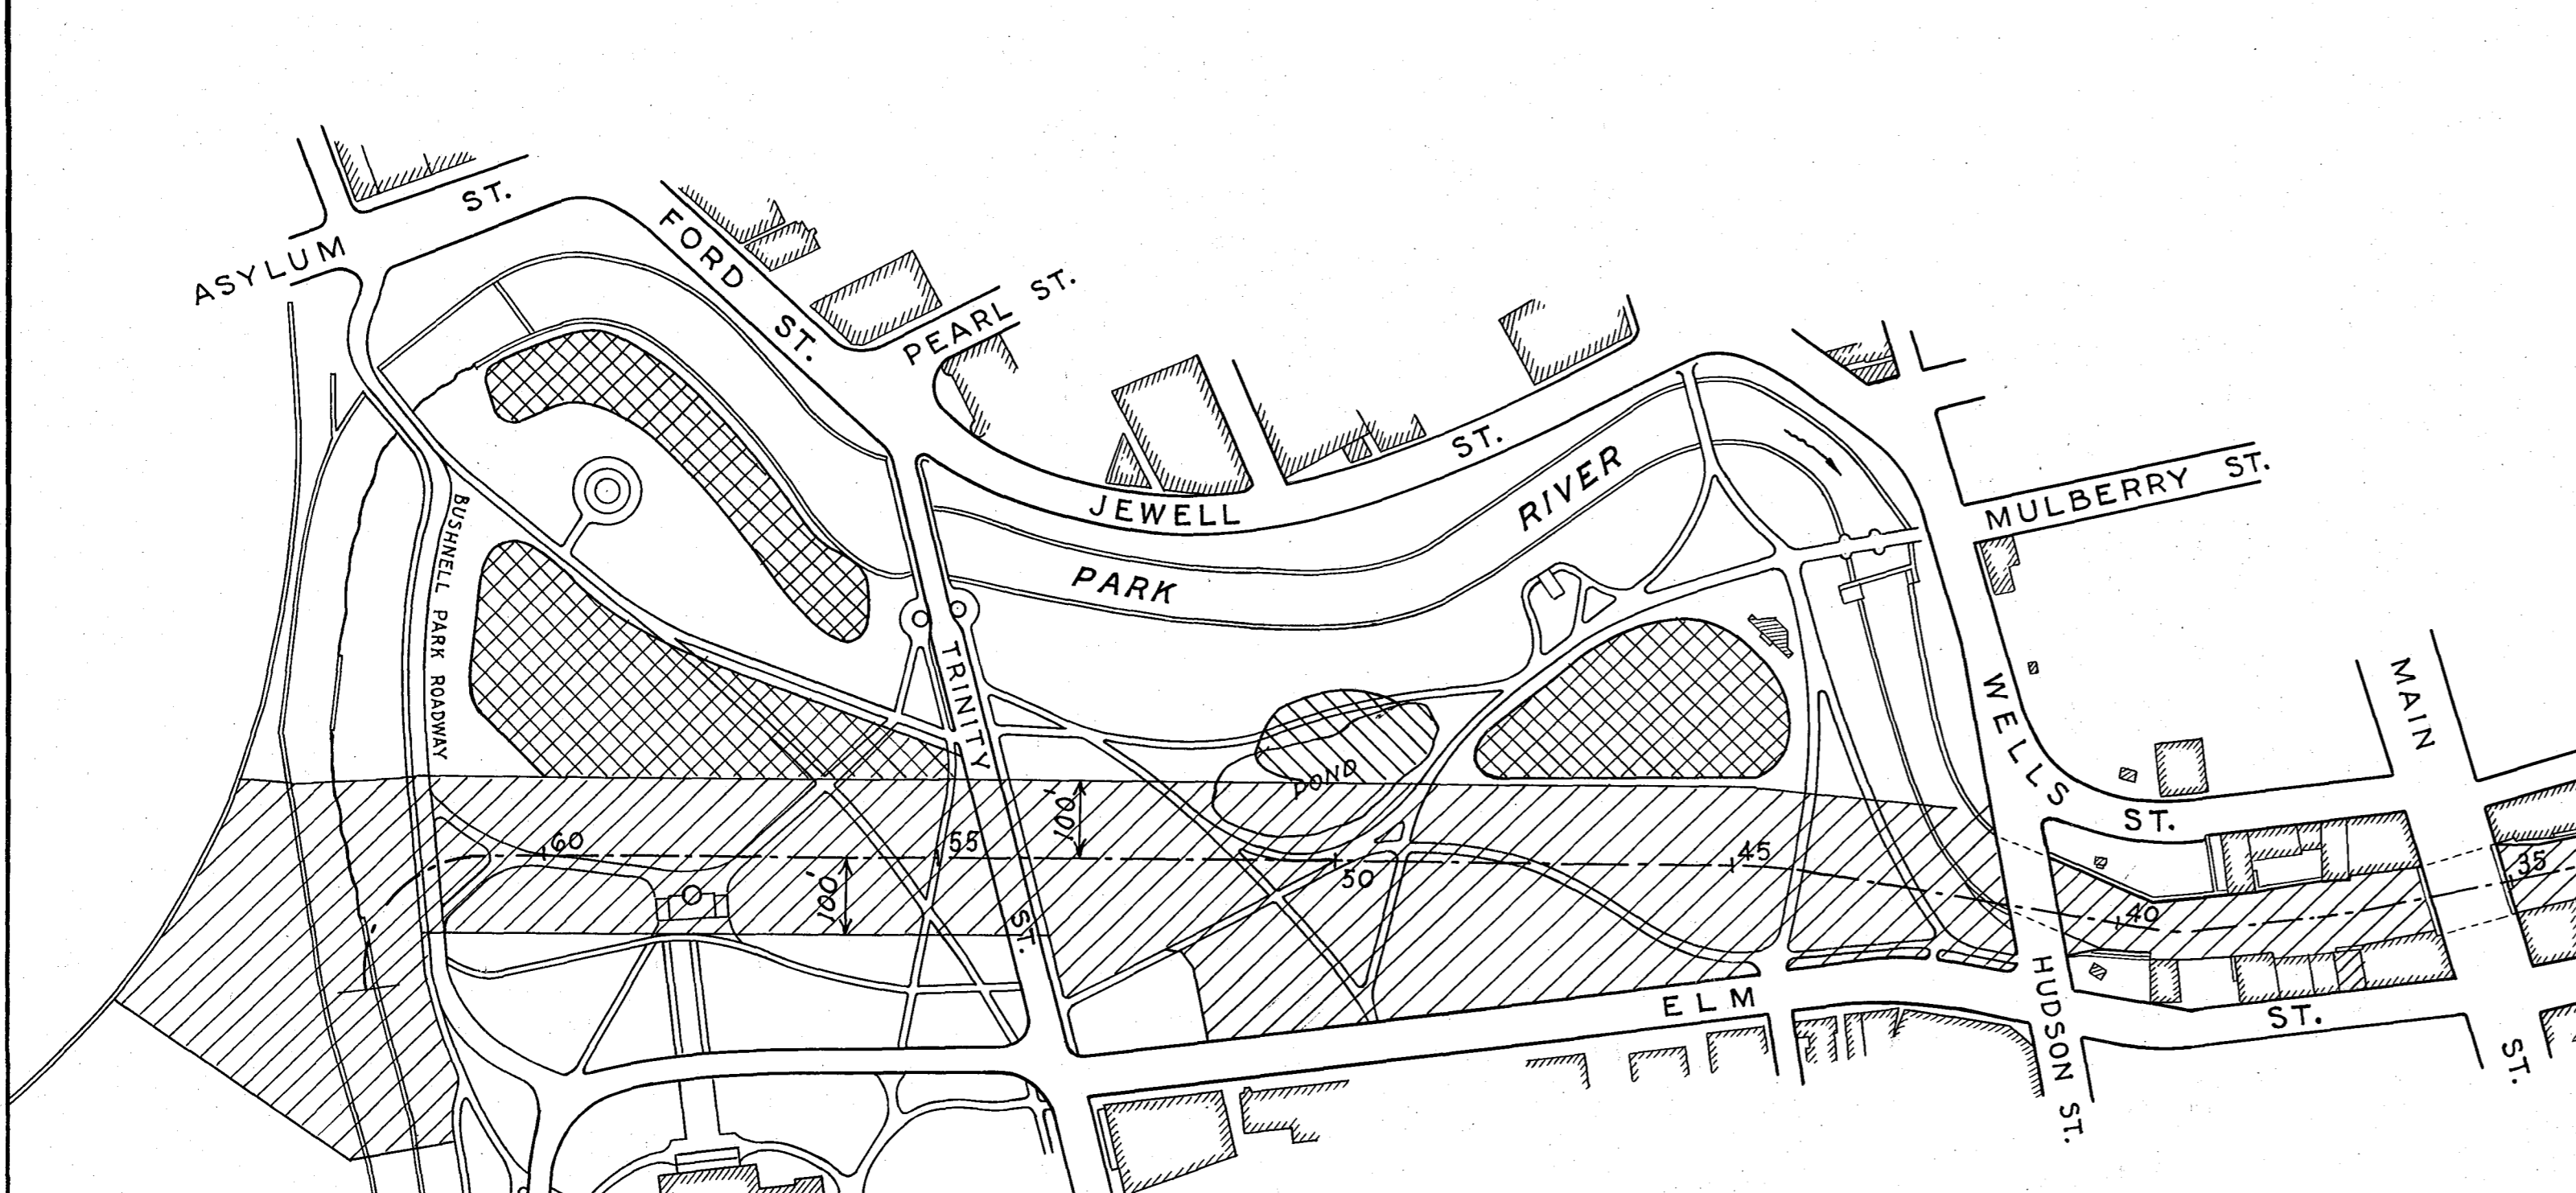 ASYLUM ST.
FORD ST.
PEARL ST.
JEWELL ST.
PARK RIVER
MULBERRY ST.
BUSHNELL PARK ROADWAY
TRINITY ST.
WELLS ST.
MAIN ST.
POND
100'
100'
60
55
50
45
40
35
ELM ST.
HUDSON ST.